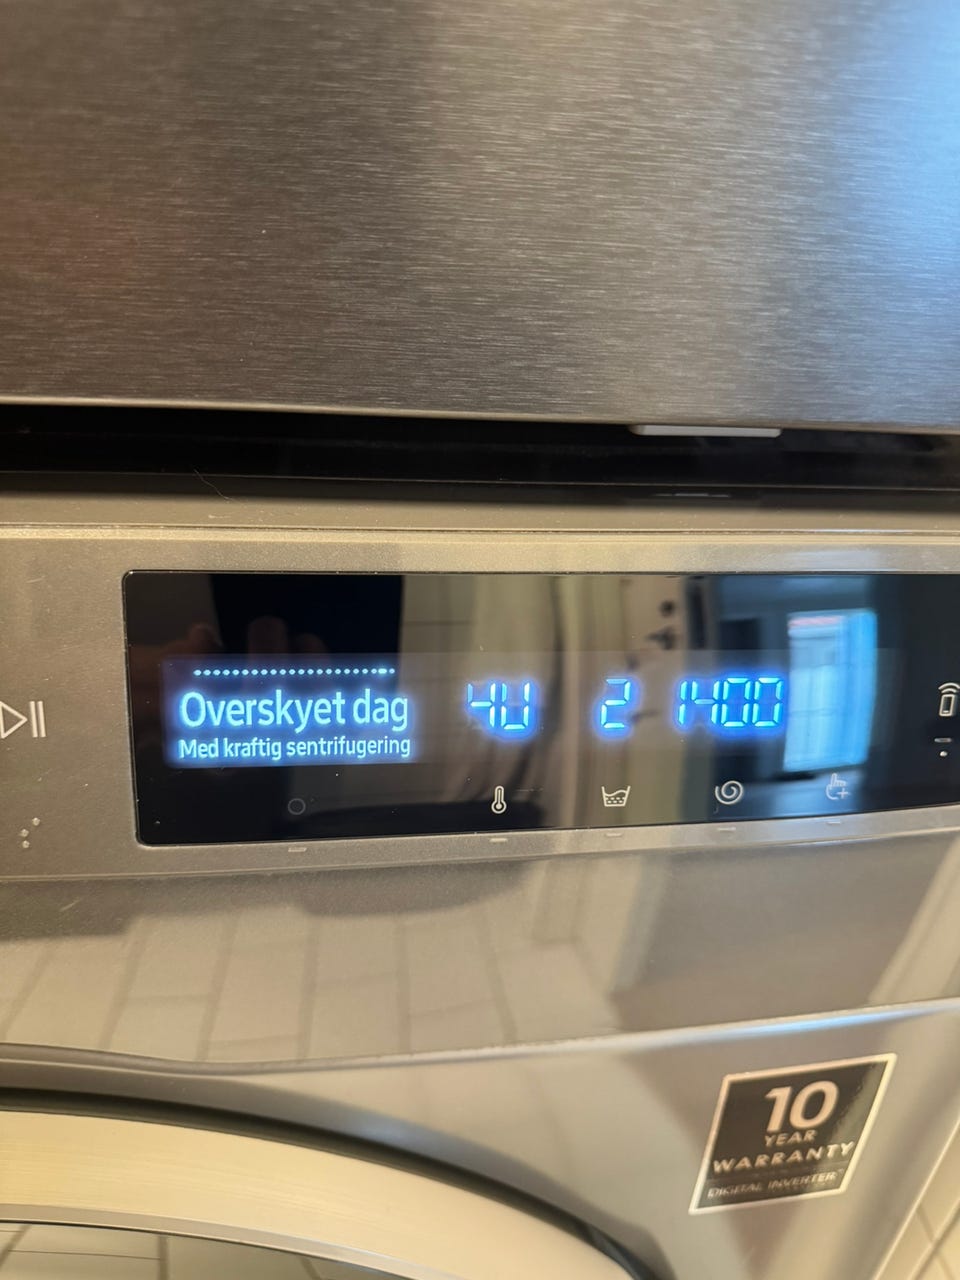 Overskyet dag
Med kraftig sentrifugering
40 2 1400
10
YEAR
WARRANTY
DIGITAL INVERTER